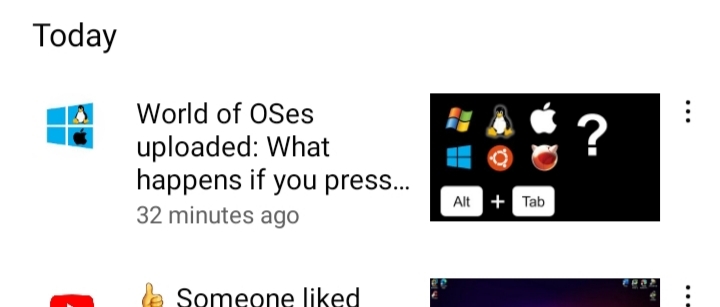 Today
World of OSes
uploaded: What
happens if you press...
32 minutes ago
?
Alt + Tab
👍 Someone liked